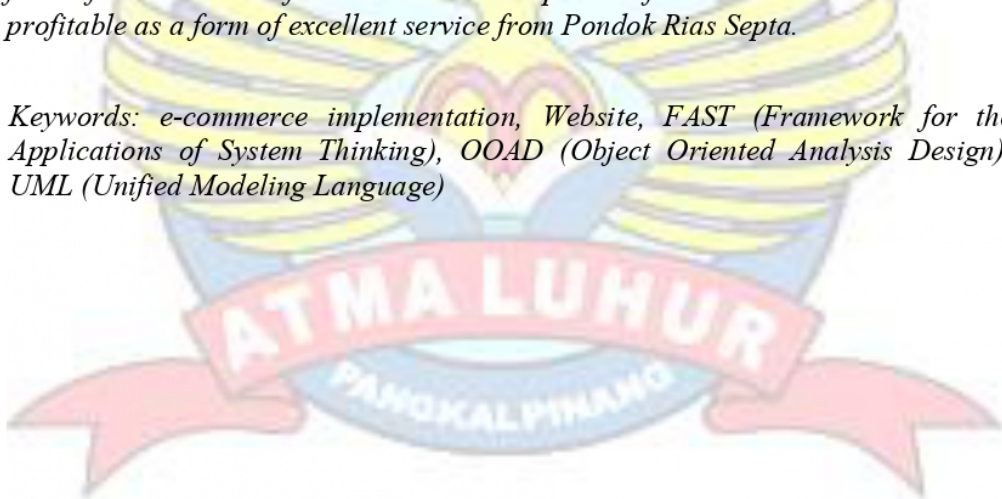 profitable as a form of excellent service from Pondok Rias Septa.
Keywords: e-commerce implementation, Website, FAST (Framework for the
Applications of System Thinking), OOAD (Object Oriented Analysis Design)
UML (Unified Modeling Language)
ATMA LUHUR
PANGKALPINANG